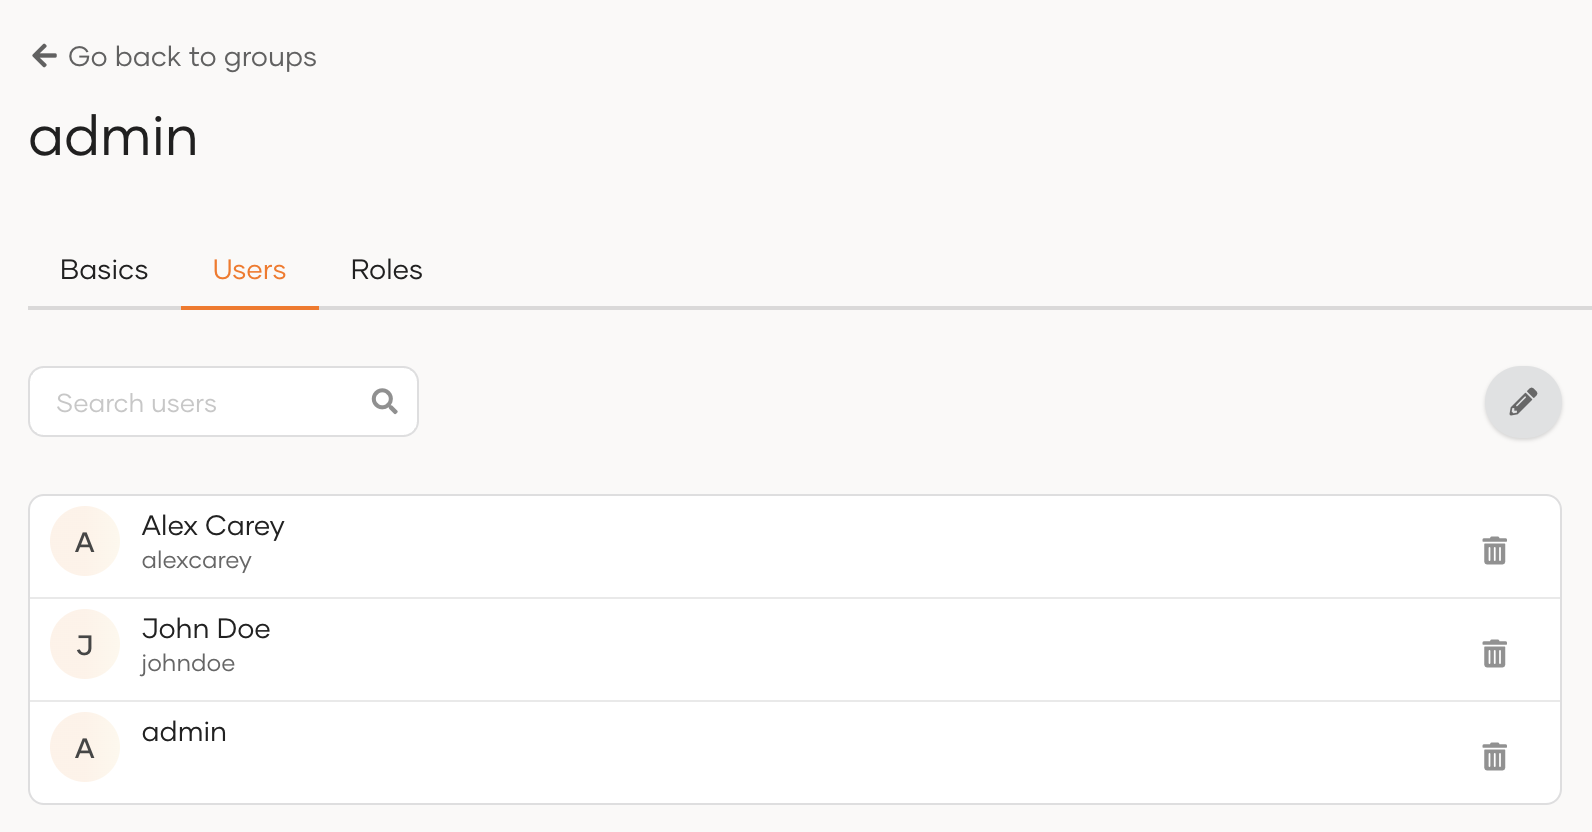 Go back to groups
admin
Basics Users Roles
Search users
A Alex Carey
alexcarey
J John Doe
johndoe
A admin